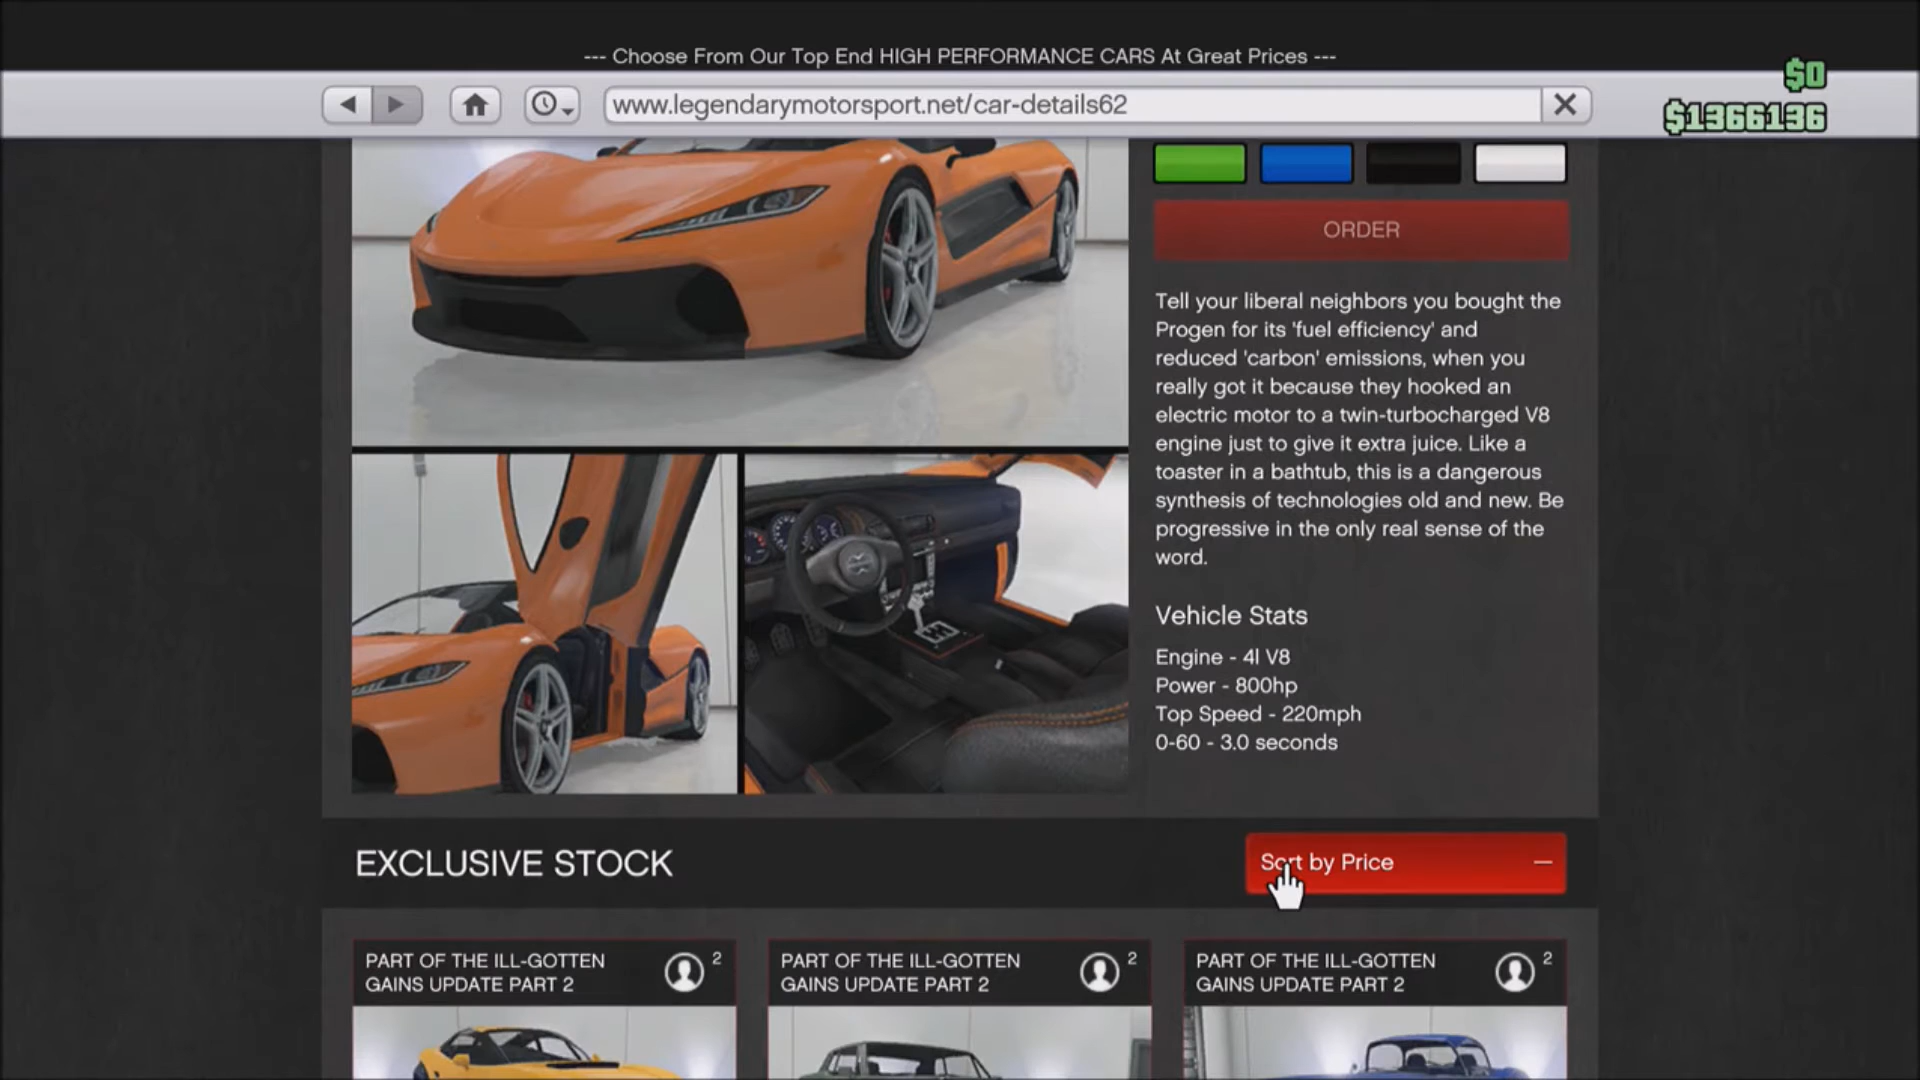 --- Choose From Our Top End HIGH PERFORMANCE CARS At Great Prices ---
$0
www.legendarymotorsport.net/car-details62
$1366136
ORDER
Tell your liberal neighbors you bought the
Progen for its 'fuel efficiency' and
reduced 'carbon' emissions, when you
really got it because they hooked an
electric motor to a twin-turbocharged V8
engine just to give it extra juice. Like a
toaster in a bathtub, this is a dangerous
synthesis of technologies old and new. Be
progressive in the only real sense of the
word.
Vehicle Stats
Engine - 4l V8
Power - 800hp
Top Speed - 220mph
0-60 - 3.0 seconds
EXCLUSIVE STOCK
Sort by Price
PART OF THE ILL-GOTTEN
GAINS UPDATE PART 2
2
PART OF THE ILL-GOTTEN
GAINS UPDATE PART 2
2
PART OF THE ILL-GOTTEN
GAINS UPDATE PART 2
2